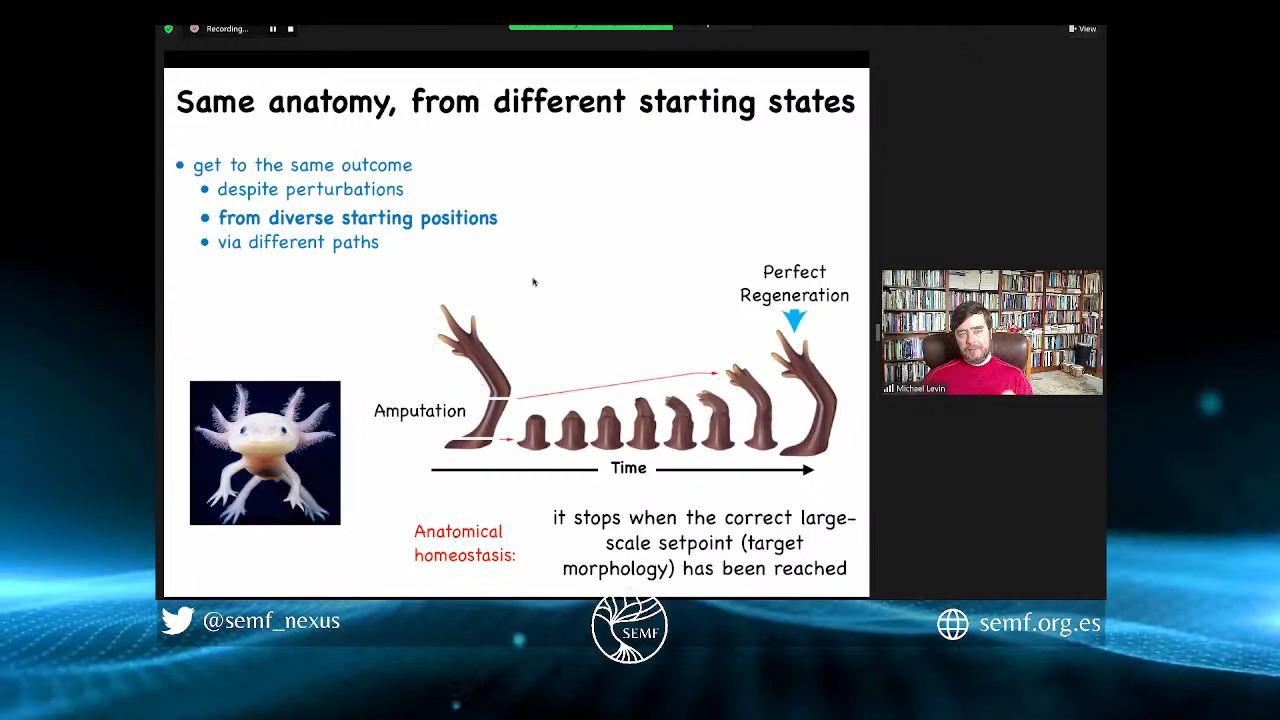 Recording...
View
Same anatomy, from different starting states
• get to the same outcome
• despite perturbations
• from diverse starting positions
• via different paths
Perfect
Regeneration
Amputation
Time
Anatomical
homeostasis:
it stops when the correct large-
scale setpoint (target
morphology) has been reached
Michael Levin
@semf_nexus
SEMF
semf.org.es